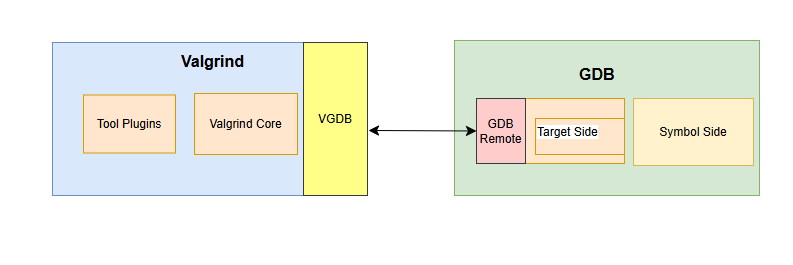 Valgrind
Tool Plugins
Valgrind Core
VGDB
GDB
GDB
Remote
Target Side
Symbol Side